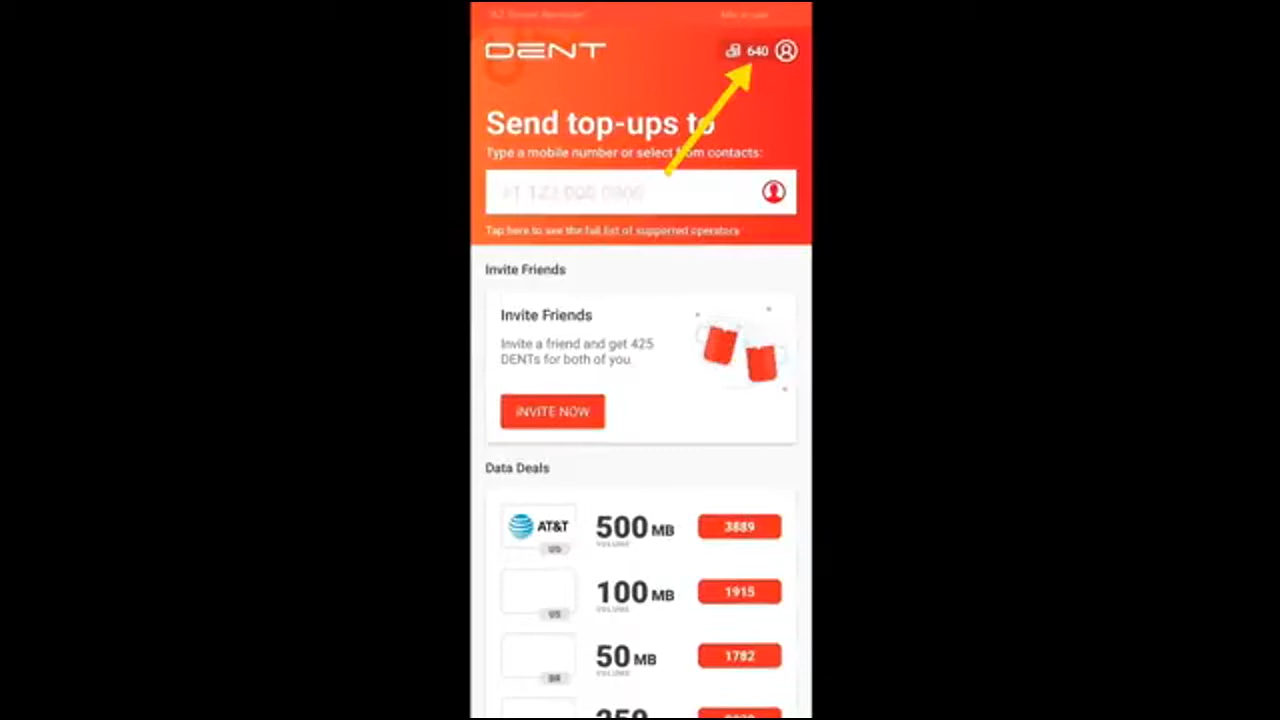 DENT
640
Send top-ups to
Type a mobile number or select from contacts:
Tap here to see the full list of supported operators
Invite Friends
Invite Friends
Invite a friend and get 425
DENTs for both of you.
INVITE NOW
Data Deals
AT&T 500 MB 3889
US VOLUME
100 MB 1915
US VOLUME
50 MB 1782
BR VOLUME